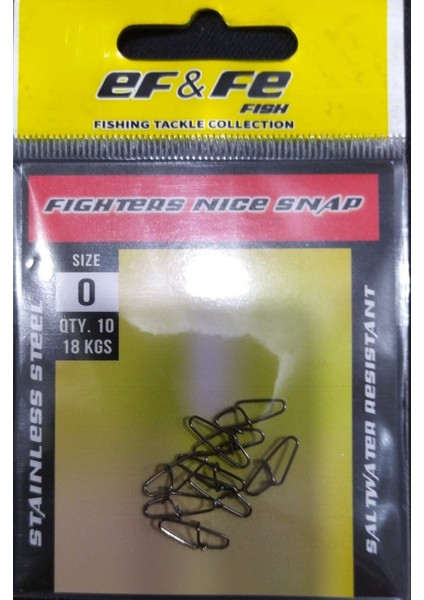 eF&Fe
FISH
FISHING TACKLE COLLECTION
FIGHTERS NICE SNAP
SIZE
0
QTY. 10
18 KGS
STAINLESS STEEL
SALTWATER RESISTANT